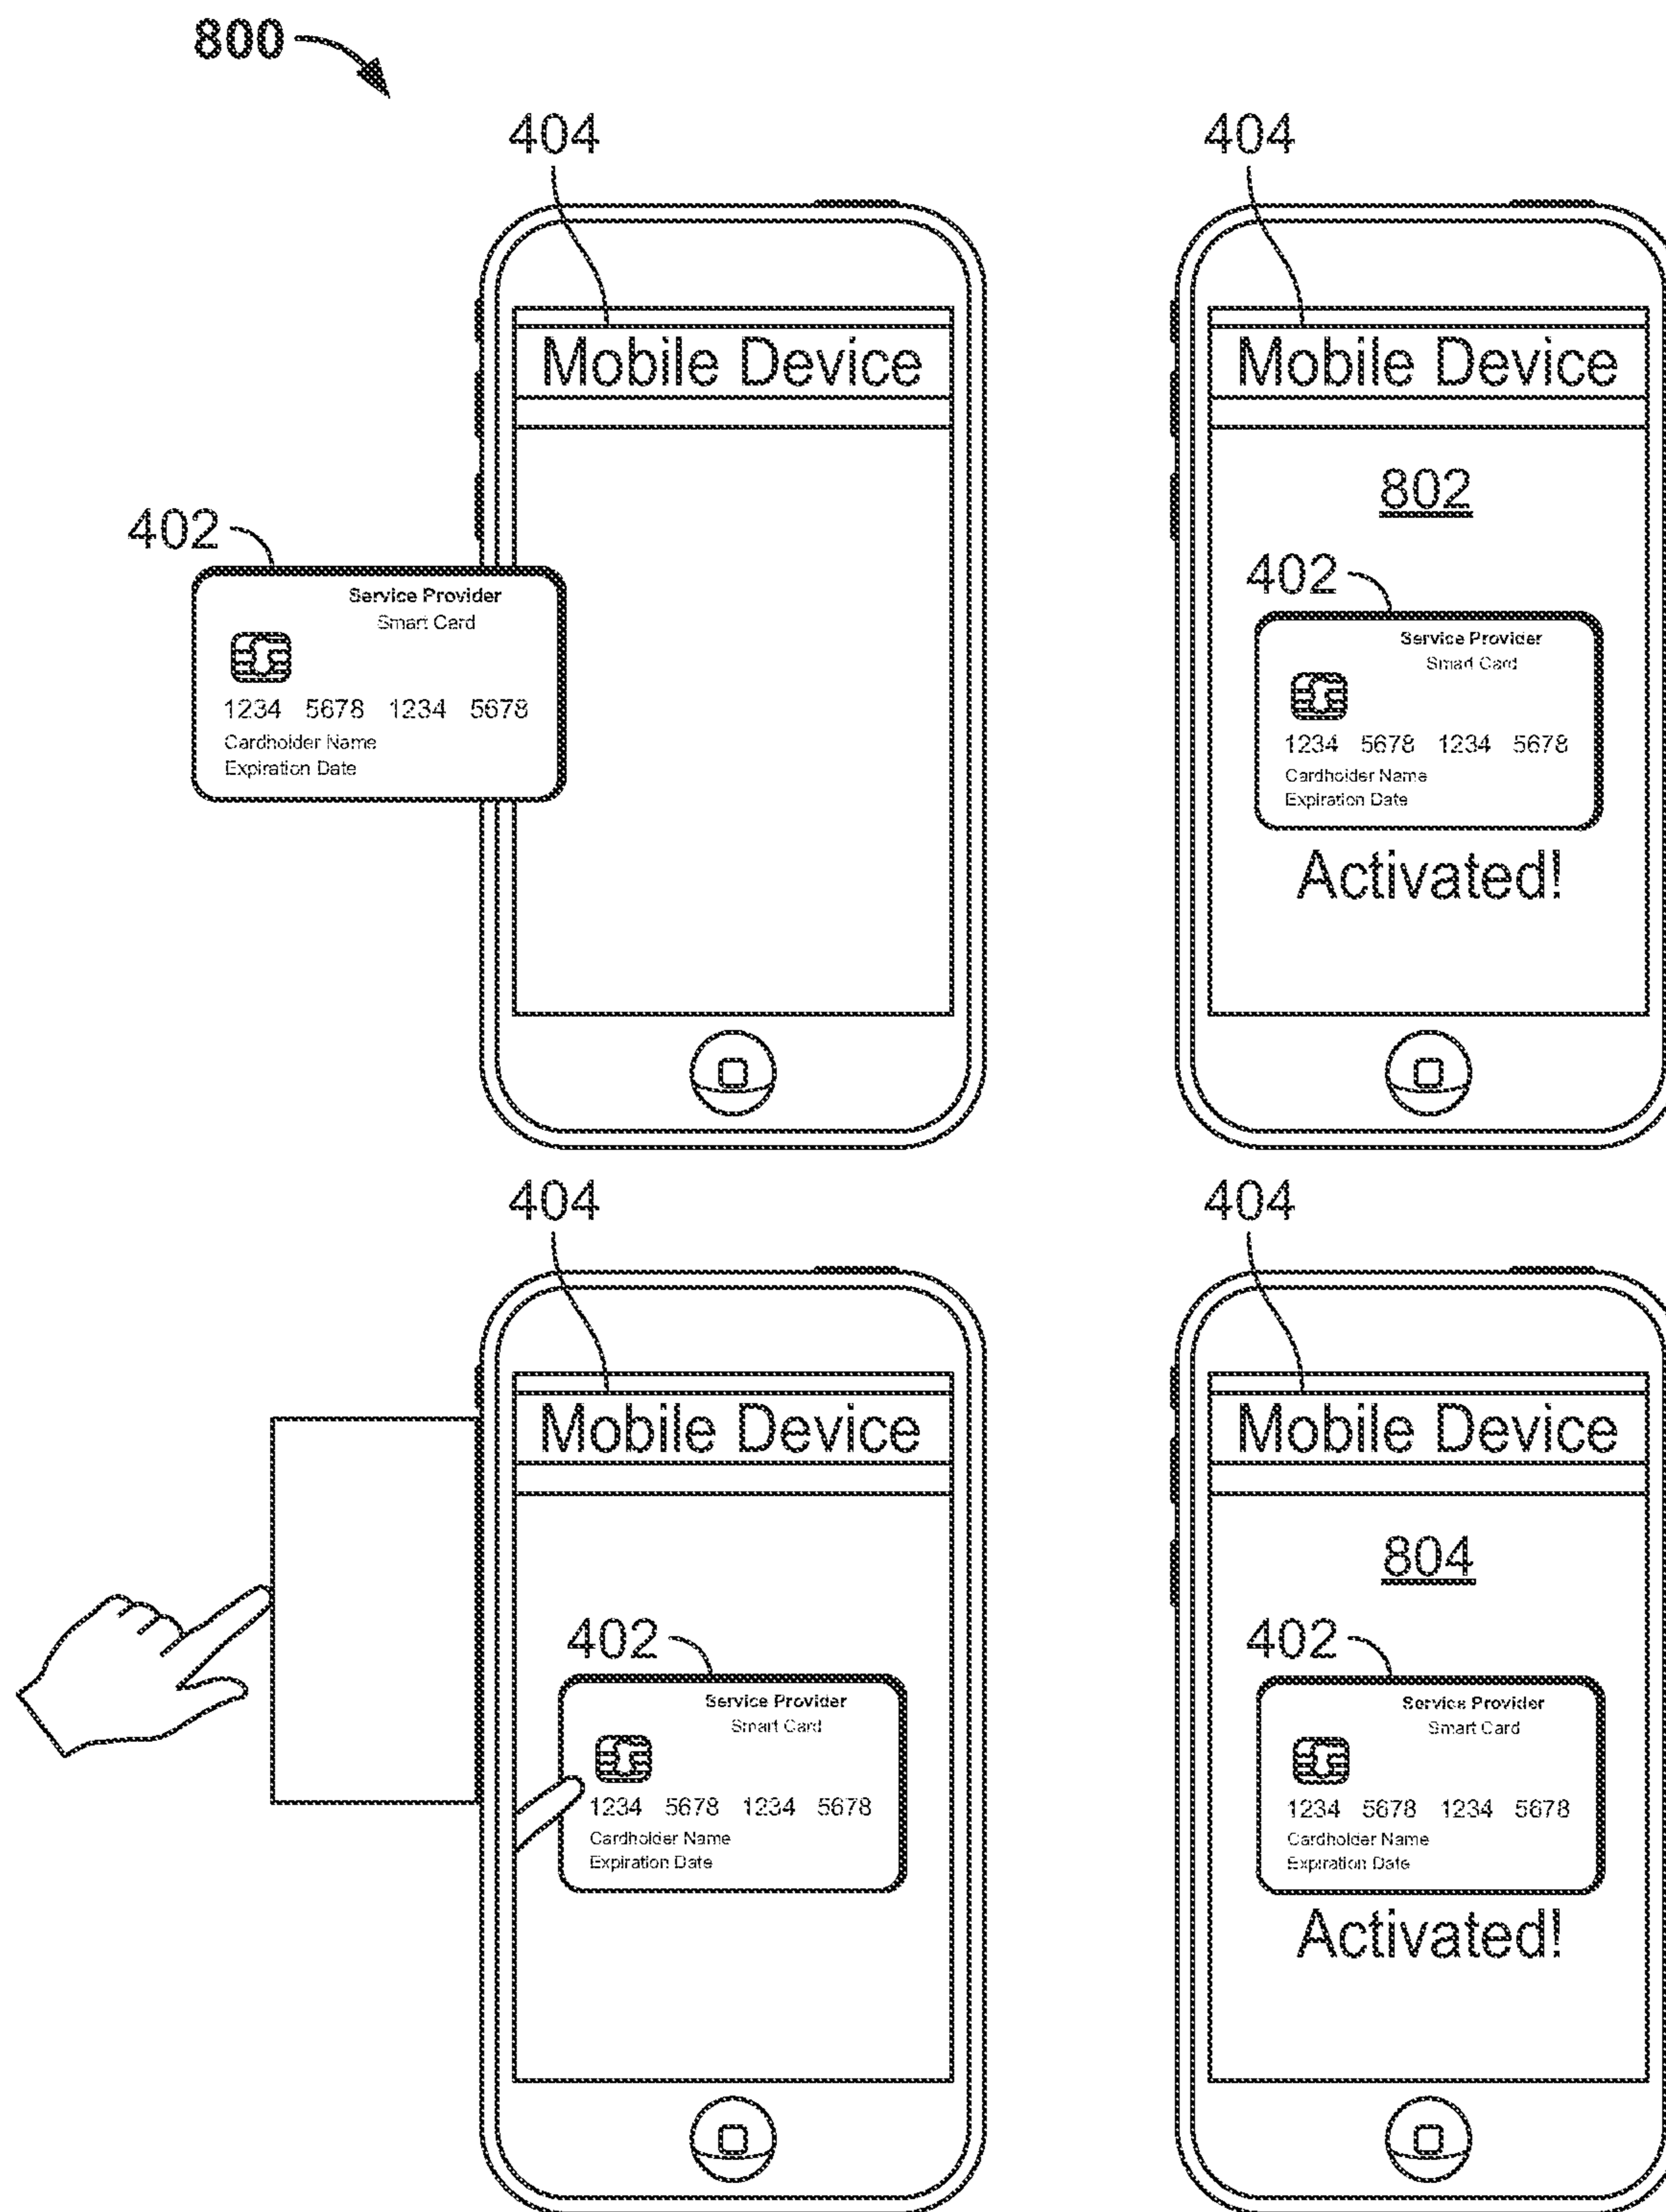 800
404
Mobile Device
402
Service Provider
Smart Card
1234 5678 1234 5678
Cardholder Name
Expiration Date
404
Mobile Device
802
402
Service Provider
Smart Card
1234 5678 1234 5678
Cardholder Name
Expiration Date
Activated!
404
Mobile Device
402
Service Provider
Smart Card
1234 5678 1234 5678
Cardholder Name
Expiration Date
404
Mobile Device
804
402
Service Provider
Smart Card
1234 5678 1234 5678
Cardholder Name
Expiration Date
Activated!